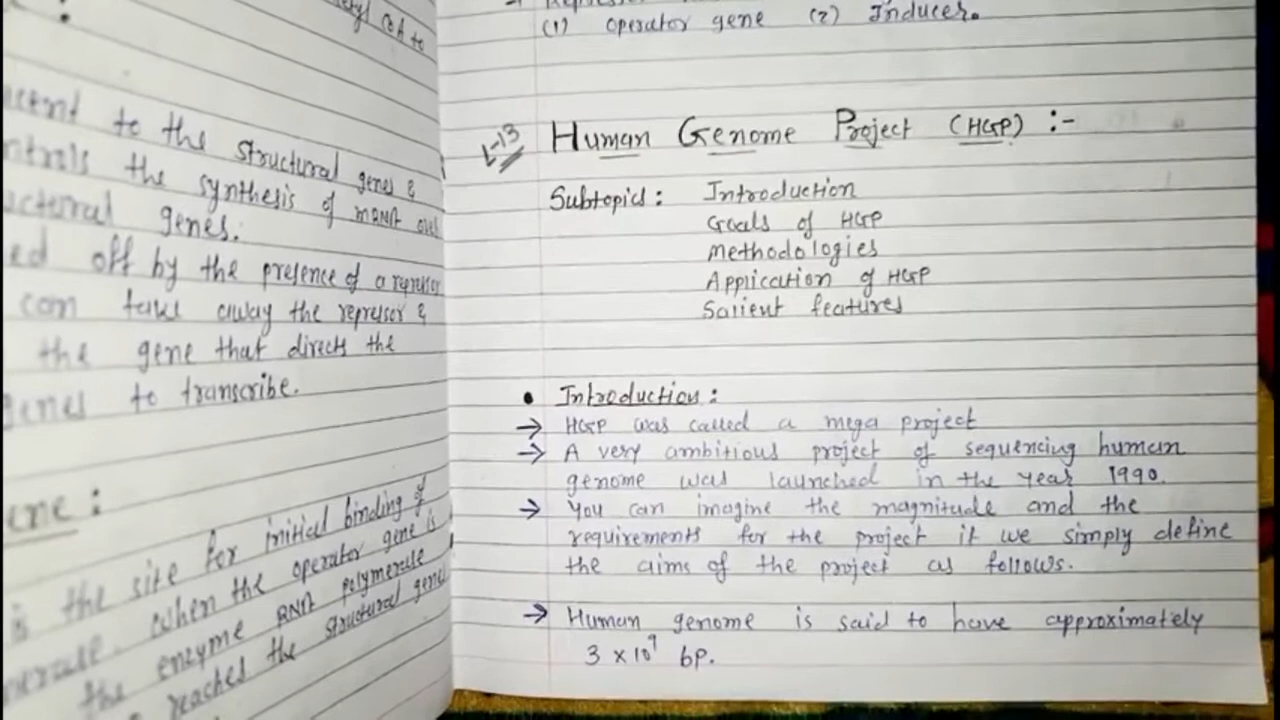 etyl CoA to
to the structural genes &
the synthesis of mRNA
genes.
off by the presence of a repressor
can take away the repressor &
the gene that directs the
genes to transcribe.
is the site for initial binding of
when the operator gene is
the enzyme RNA polymerase
reaches the structural gene
(1) operator gene (2) Inducer.
L-13 Human Genome Project (HGP) :-
Subtopics: Introduction
Goals of HGP
methodologies
Application of HGP
Salient features
• Introduction:
→ HGP was called a mega project
→ A very ambitious project of sequencing human
genome was launched in the year 1990.
→ You can imagine the magnitude and the
requirements for the project if we simply define
the aims of the project as follows.
→ Human genome is said to have approximately
3 x 10⁹ bp.